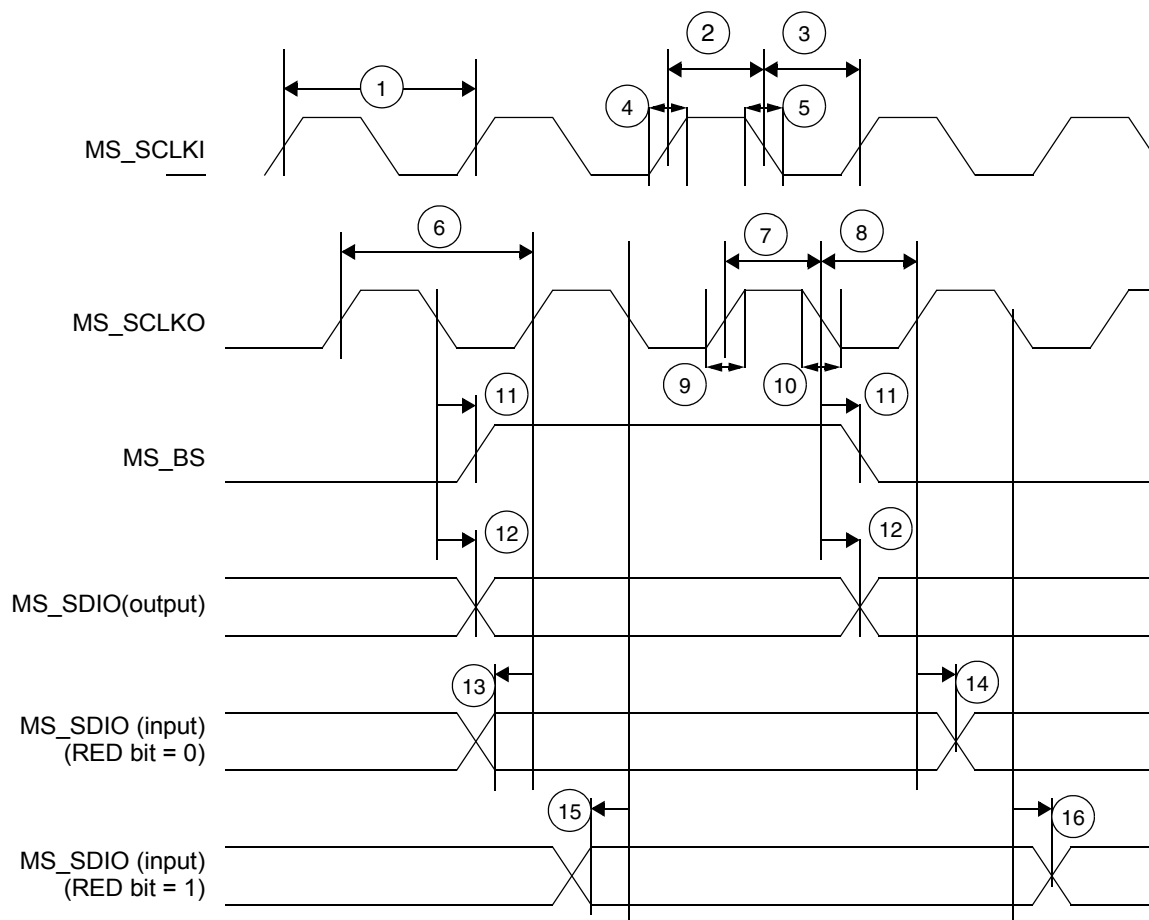 2
3
1
4
5
MS_SCLKI
6
7
8
MS_SCLKO
9
10
11
11
MS_BS
12
12
MS_SDIO(output)
13
14
MS_SDIO (input)
(RED bit = 0)
15
16
MS_SDIO (input)
(RED bit = 1)